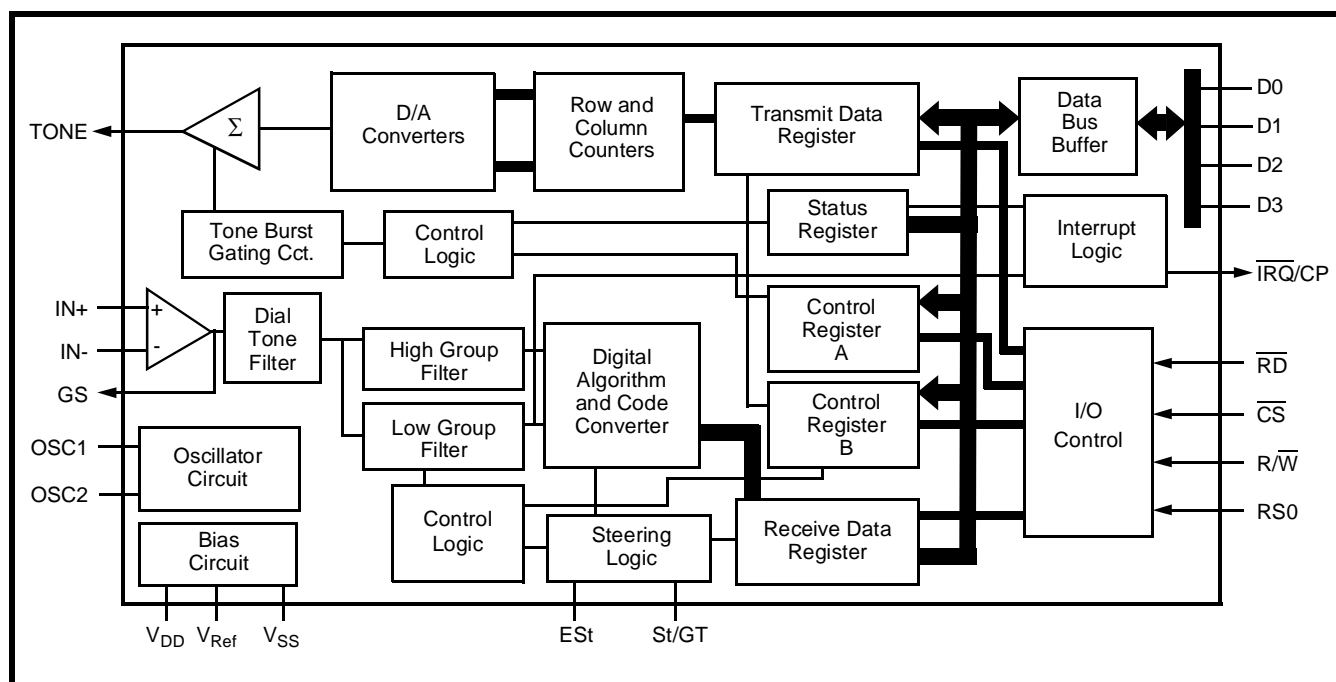 TONE
Σ
D/A
Converters
Row and
Column
Counters
Transmit Data
Register
Data
Bus
Buffer
D0
D1
D2
D3
Tone Burst
Gating Cct.
Control
Logic
Status
Register
Interrupt
Logic
I̅R̅Q̅/CP
IN+
+
IN-
-
GS
Dial
Tone
Filter
High Group
Filter
Low Group
Filter
Digital
Algorithm
and Code
Converter
Control
Register
A
Control
Register
B
I/O
Control
R̅D̅
C̅S̅
R/W̅
RS0
OSC1
OSC2
Oscillator
Circuit
Bias
Circuit
Control
Logic
Steering
Logic
Receive Data
Register
VDD
VRef
VSS
ESt
St/GT